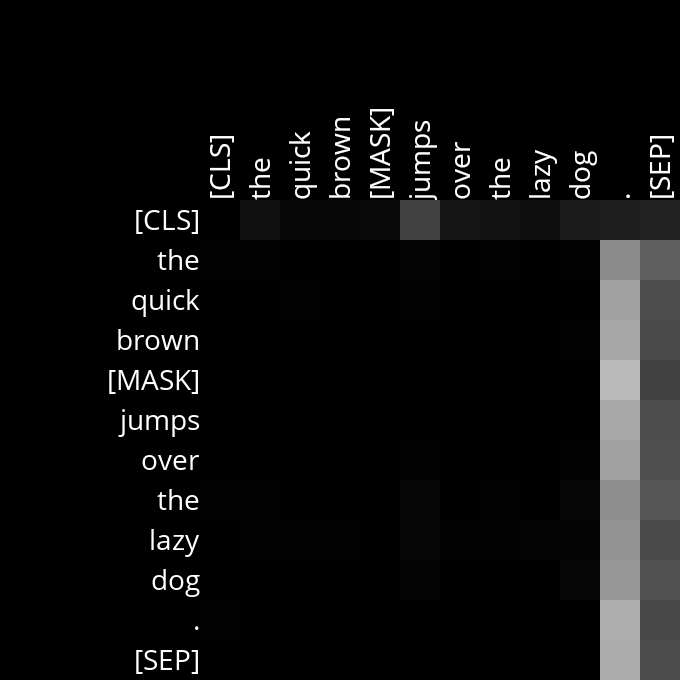 [CLS] the quick brown [MASK] jumps over the lazy dog . [SEP]
[CLS]
the
quick
brown
[MASK]
jumps
over
the
lazy
dog
.
[SEP]